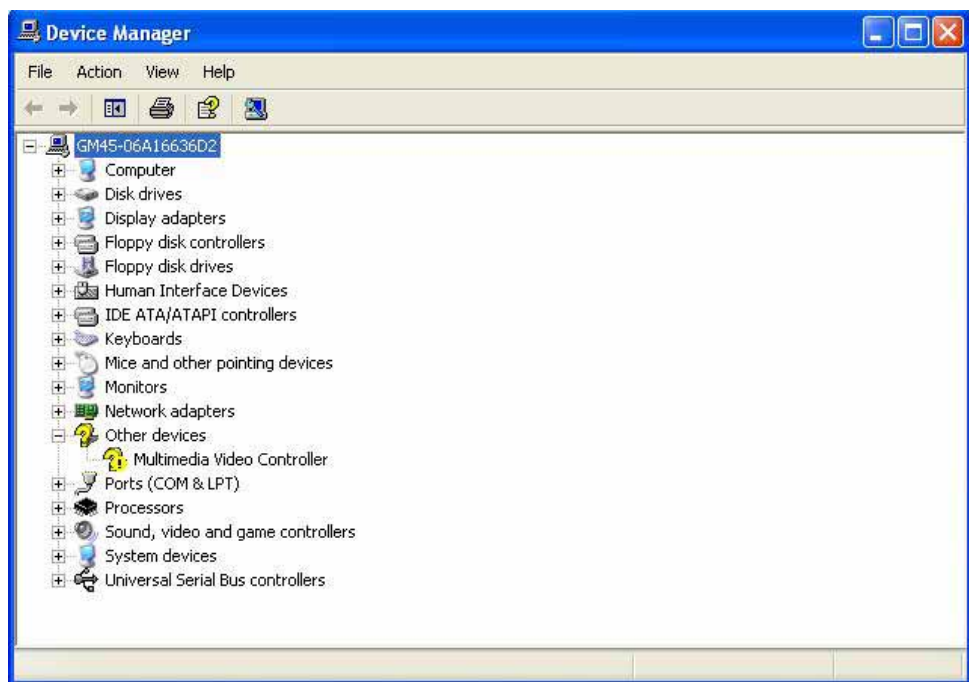 Device Manager
File Action View Help
GM45-06A16636D2
Computer
Disk drives
Display adapters
Floppy disk controllers
Floppy disk drives
Human Interface Devices
IDE ATA/ATAPI controllers
Keyboards
Mice and other pointing devices
Monitors
Network adapters
Other devices
Multimedia Video Controller
Ports (COM & LPT)
Processors
Sound, video and game controllers
System devices
Universal Serial Bus controllers